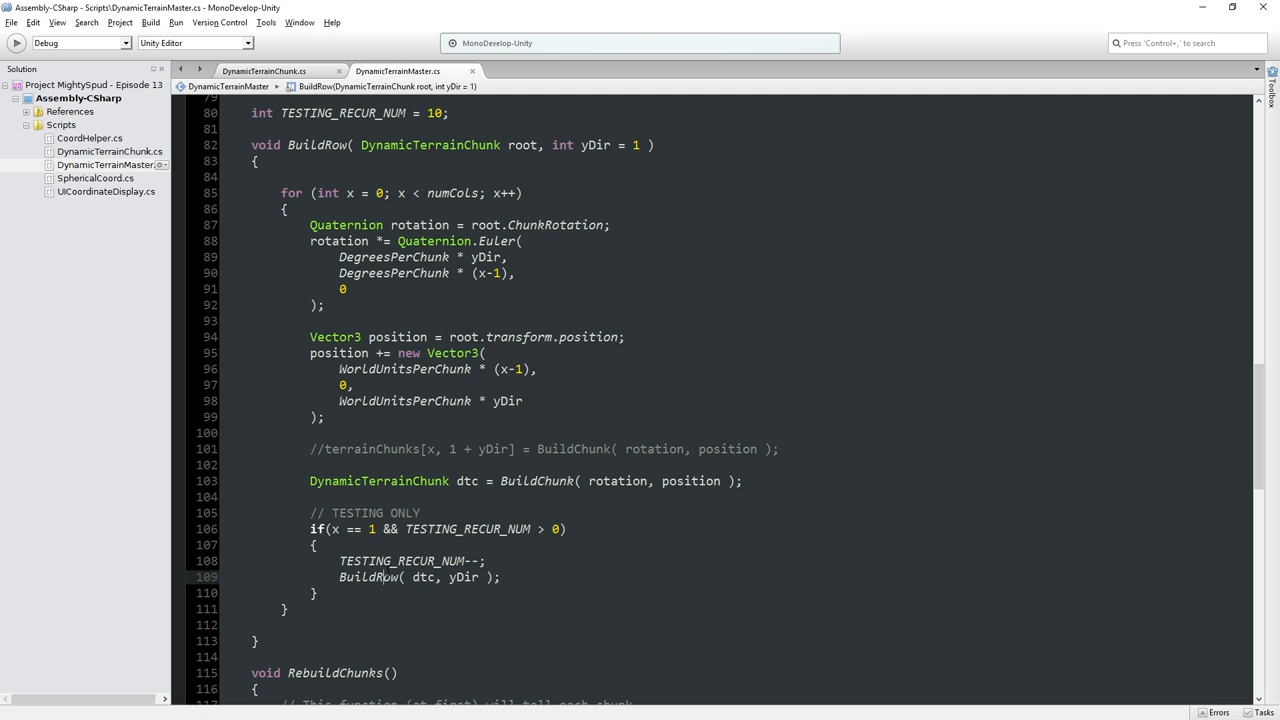 Assembly-CSharp - Scripts\DynamicTerrainMaster.cs - MonoDevelop-Unity
File Edit View Search Project Build Run Version Control Tools Window Help
Debug Unity Editor MonoDevelop-Unity Press 'Control+,' to search
Solution
Project MightySpud - Episode 13
Assembly-CSharp
References
Scripts
CoordHelper.cs
DynamicTerrainChunk.cs
DynamicTerrainMaster.
SphericalCoord.cs
UICoordinateDisplay.cs
DynamicTerrainChunk.cs DynamicTerrainMaster.cs
DynamicTerrainMaster BuildRow(DynamicTerrainChunk root, int yDir = 1)
79
80 int TESTING_RECUR_NUM = 10;
81
82 void BuildRow( DynamicTerrainChunk root, int yDir = 1 )
83 {
84
85 for (int x = 0; x < numCols; x++)
86 {
87 Quaternion rotation = root.ChunkRotation;
88 rotation *= Quaternion.Euler(
89 DegreesPerChunk * yDir,
90 DegreesPerChunk * (x-1),
91 0
92 );
93
94 Vector3 position = root.transform.position;
95 position += new Vector3(
96 WorldUnitsPerChunk * (x-1),
97 0,
98 WorldUnitsPerChunk * yDir
99 );
100
101 //terrainChunks[x, 1 + yDir] = BuildChunk( rotation, position );
102
103 DynamicTerrainChunk dtc = BuildChunk( rotation, position );
104
105 // TESTING ONLY
106 if(x == 1 && TESTING_RECUR_NUM > 0)
107 {
108 TESTING_RECUR_NUM--;
109 BuildRow( dtc, yDir );
110 }
111 }
112
113 }
114
115 void RebuildChunks()
116 {
117 // This function (at first) will tell each chunk
Toolbox
Errors Tasks